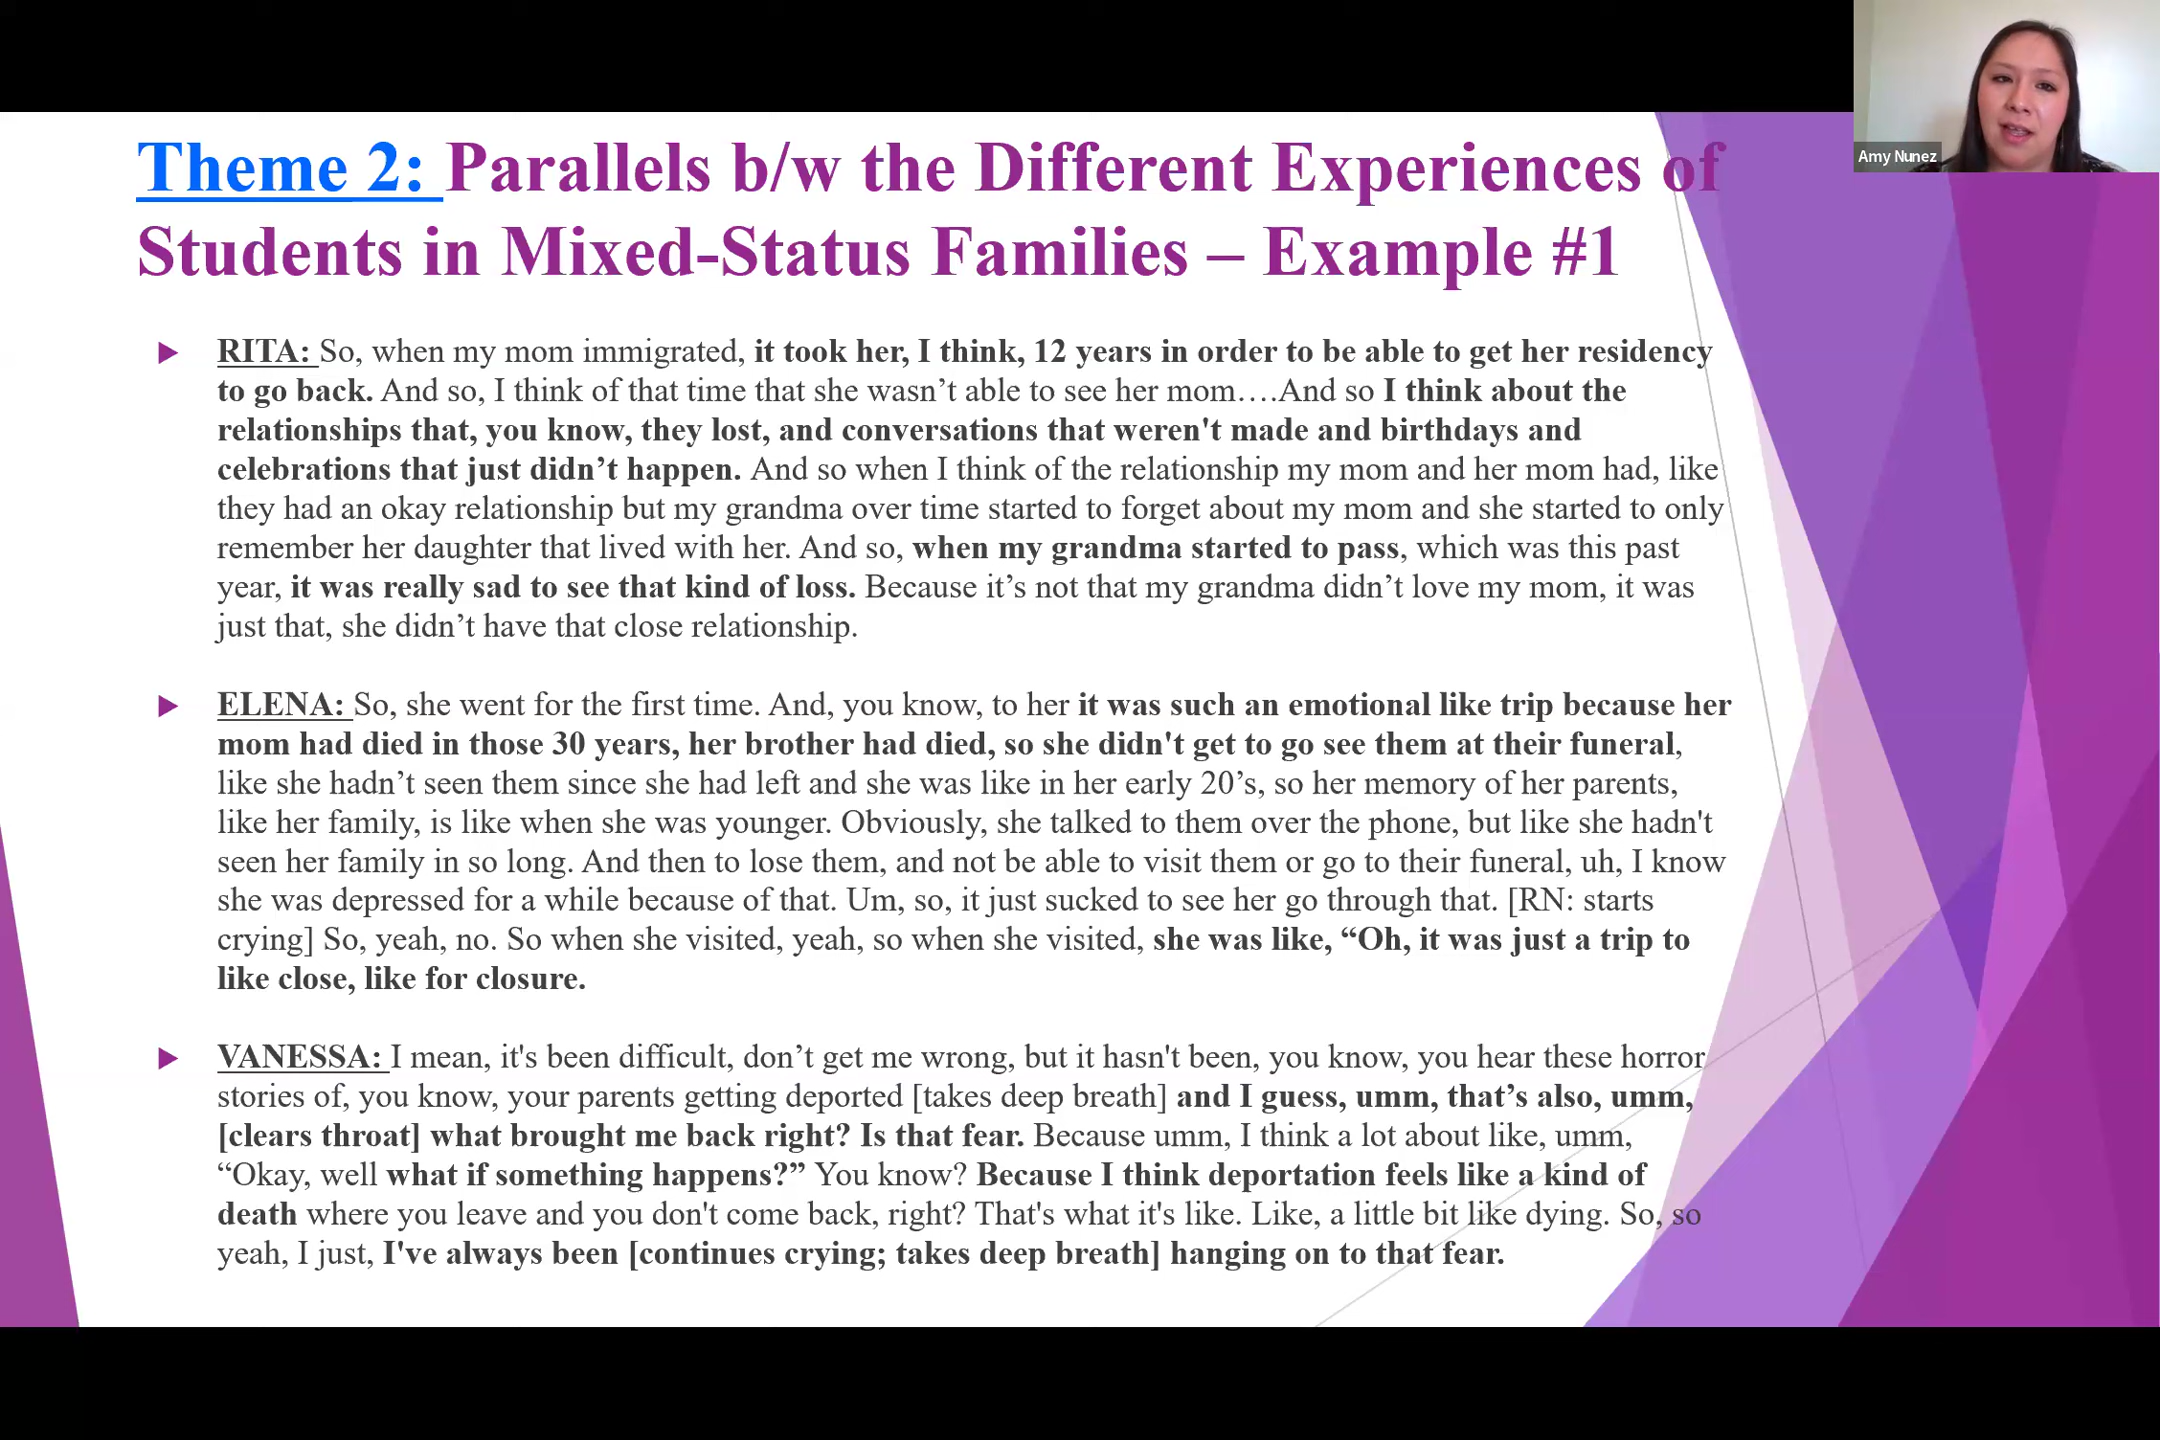 Amy Nunez
Theme 2: Parallels b/w the Different Experiences of
Students in Mixed-Status Families – Example #1
RITA: So, when my mom immigrated, it took her, I think, 12 years in order to be able to get her residency
to go back. And so, I think of that time that she wasn’t able to see her mom….And so I think about the
relationships that, you know, they lost, and conversations that weren't made and birthdays and
celebrations that just didn’t happen. And so when I think of the relationship my mom and her mom had, like
they had an okay relationship but my grandma over time started to forget about my mom and she started to only
remember her daughter that lived with her. And so, when my grandma started to pass, which was this past
year, it was really sad to see that kind of loss. Because it’s not that my grandma didn’t love my mom, it was
just that, she didn’t have that close relationship.
ELENA: So, she went for the first time. And, you know, to her it was such an emotional like trip because her
mom had died in those 30 years, her brother had died, so she didn't get to go see them at their funeral,
like she hadn’t seen them since she had left and she was like in her early 20’s, so her memory of her parents,
like her family, is like when she was younger. Obviously, she talked to them over the phone, but like she hadn't
seen her family in so long. And then to lose them, and not be able to visit them or go to their funeral, uh, I know
she was depressed for a while because of that. Um, so, it just sucked to see her go through that. [RN: starts
crying] So, yeah, no. So when she visited, yeah, so when she visited, she was like, “Oh, it was just a trip to
like close, like for closure.
VANESSA: I mean, it's been difficult, don’t get me wrong, but it hasn't been, you know, you hear these horror
stories of, you know, your parents getting deported [takes deep breath] and I guess, umm, that’s also, umm,
[clears throat] what brought me back right? Is that fear. Because umm, I think a lot about like, umm,
“Okay, well what if something happens?” You know? Because I think deportation feels like a kind of
death where you leave and you don't come back, right? That's what it's like. Like, a little bit like dying. So, so
yeah, I just, I've always been [continues crying; takes deep breath] hanging on to that fear.